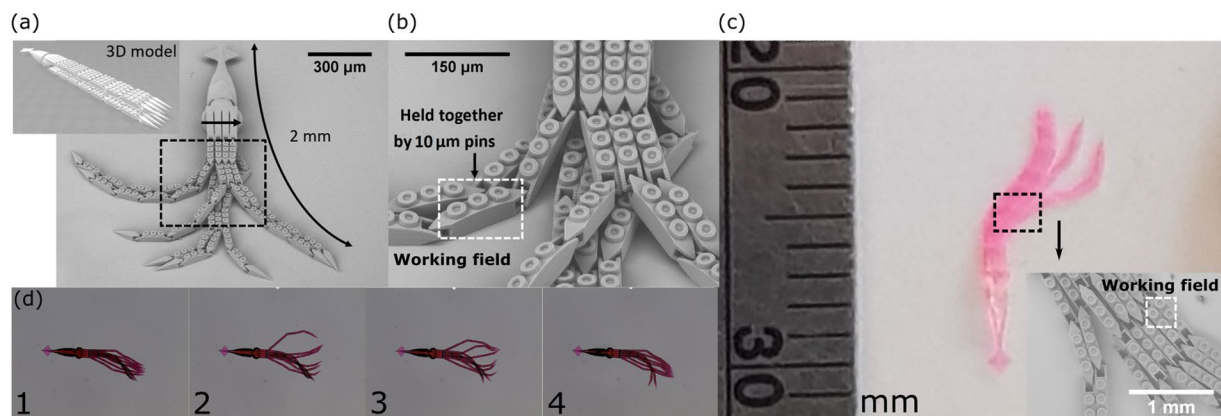 (a)
3D model
300 µm
2 mm
(b)
150 µm
Held together
by 10 µm pins
Working field
(c)
20
30
mm
Working field
1 mm
(d)
1
2
3
4